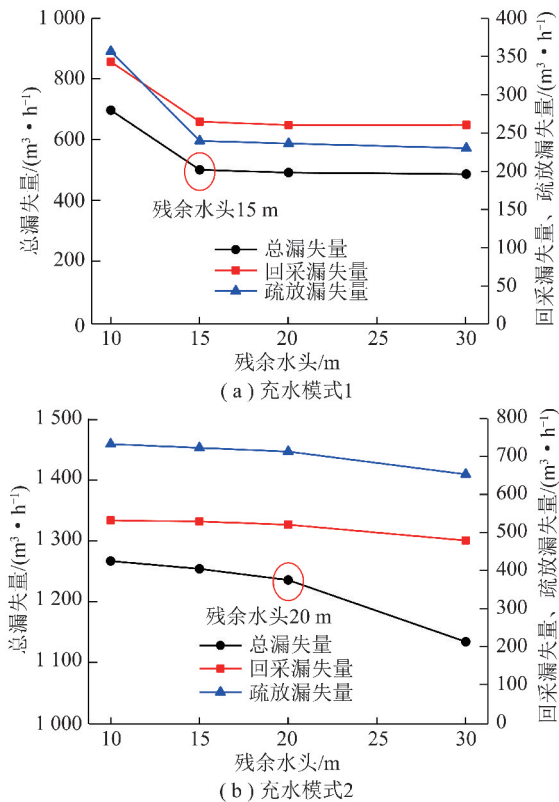 1 000
800
600
400
200
0
总漏失量/(m³·h⁻¹)
400
350
300
250
200
150
100
50
0
回采漏失量、疏放漏失量/(m³·h⁻¹)
残余水头15 m
总漏失量
回采漏失量
疏放漏失量
10 15 20 25 30
残余水头/m
(a)充水模式1
1 500
1 400
1 300
1 200
1 100
1 000
总漏失量/(m³·h⁻¹)
800
700
600
500
400
300
200
100
0
回采漏失量、疏放漏失量/(m³·h⁻¹)
残余水头20 m
总漏失量
回采漏失量
疏放漏失量
10 15 20 25 30
残余水头/m
(b)充水模式2